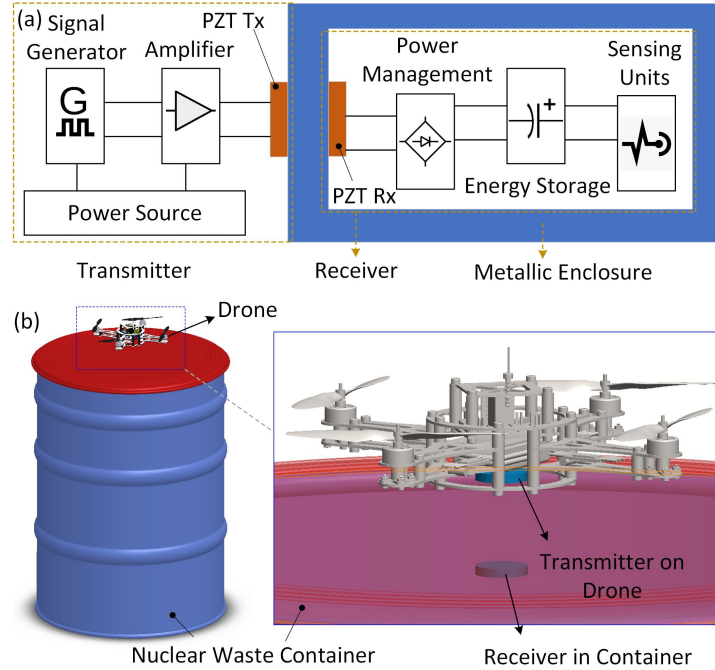 (a)
Signal
Generator
Amplifier
PZT Tx
Power
Management
Sensing
Units
G
+
PZT Rx
Energy Storage
Power Source
Transmitter
Receiver
Metallic Enclosure
(b)
Drone
Transmitter on
Drone
Nuclear Waste Container
Receiver in Container